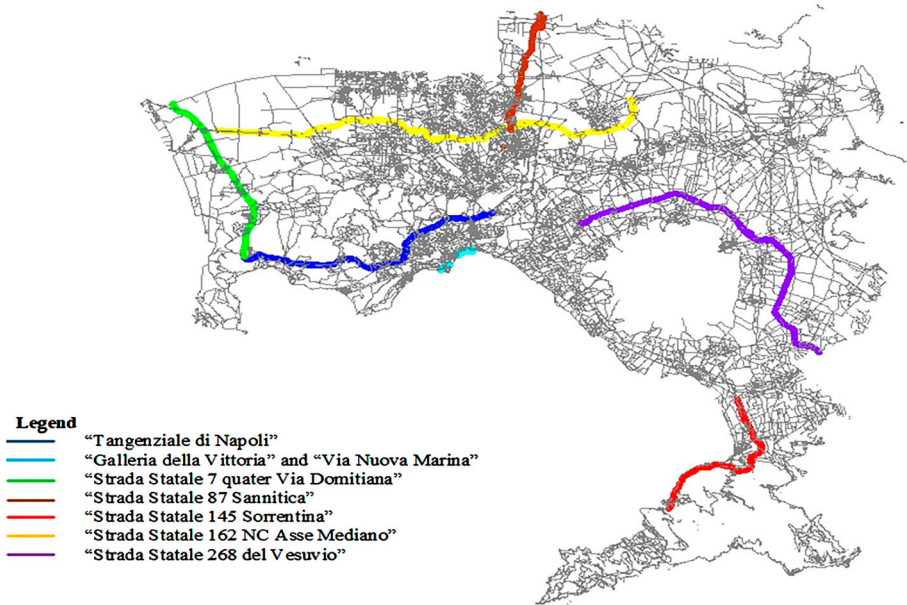 Legend
“Tangenziale di Napoli”
“Galleria della Vittoria” and “Via Nuova Marina”
“Strada Statale 7 quater Via Domitiana”
“Strada Statale 87 Sannitica”
“Strada Statale 145 Sorrentina”
“Strada Statale 162 NC Asse Mediano”
“Strada Statale 268 del Vesuvio”